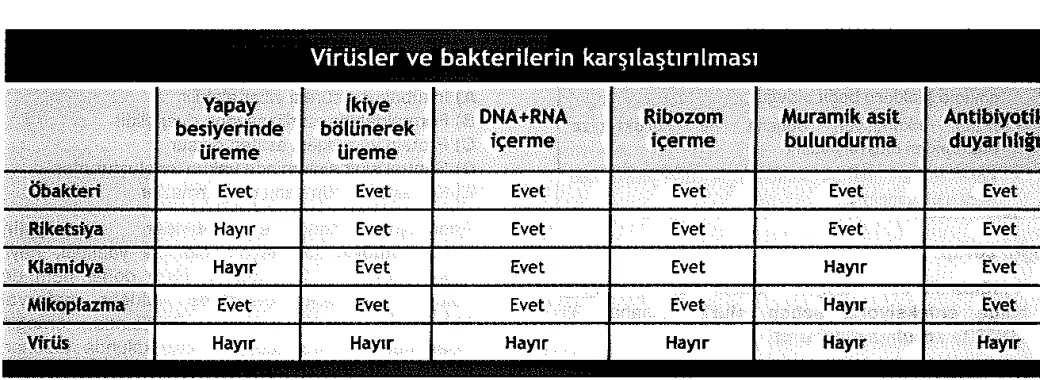 Virüsler ve bakterilerin karşılaştırılması
Yapay besiyerinde üreme | İkiye bölünerek üreme | DNA+RNA içerme | Ribozom içerme | Muramik asit bulundurma | Antibiyotik duyarlılığı
Öbakteri | Evet | Evet | Evet | Evet | Evet | Evet
Riketsiya | Hayır | Evet | Evet | Evet | Evet | Evet
Klamidya | Hayır | Evet | Evet | Evet | Hayır | Evet
Mikoplazma | Evet | Evet | Evet | Evet | Hayır | Evet
Virüs | Hayır | Hayır | Hayır | Hayır | Hayır | Hayır